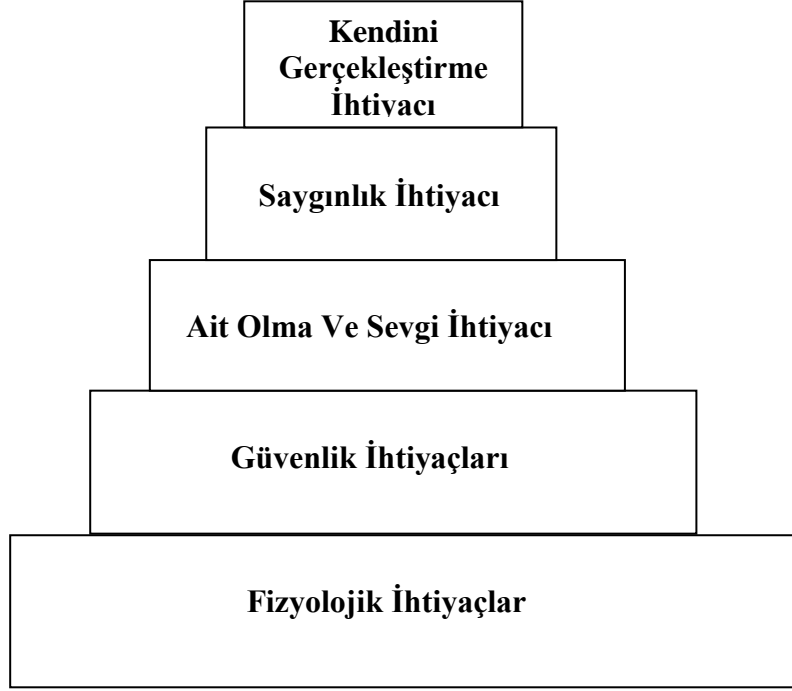 Kendini
Gerçekleştirme
İhtiyacı
Saygınlık İhtiyacı
Ait Olma Ve Sevgi İhtiyacı
Güvenlik İhtiyaçları
Fizyolojik İhtiyaçlar